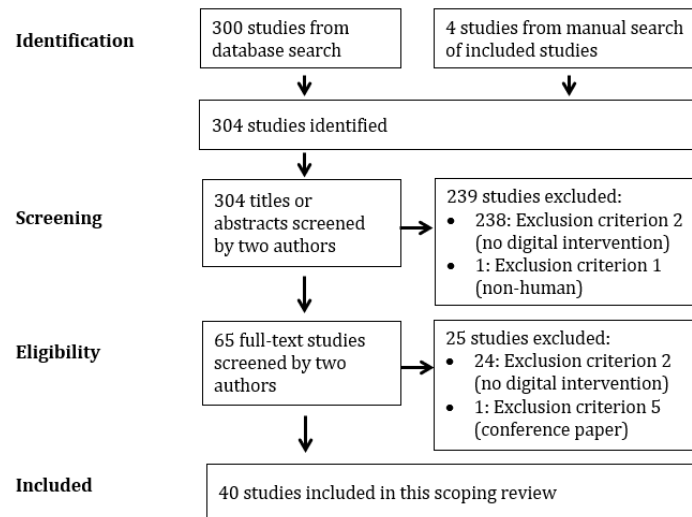 Identification
300 studies from
database search
4 studies from manual search
of included studies
304 studies identified
Screening
304 titles or
abstracts screened
by two authors
239 studies excluded:
• 238: Exclusion criterion 2
(no digital intervention)
• 1: Exclusion criterion 1
(non-human)
Eligibility
65 full-text studies
screened by two
authors
25 studies excluded:
• 24: Exclusion criterion 2
(no digital intervention)
• 1: Exclusion criterion 5
(conference paper)
Included
40 studies included in this scoping review